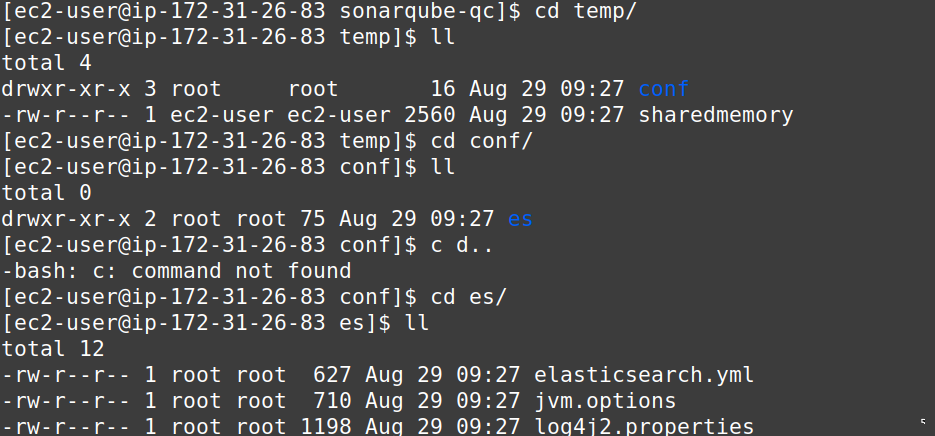 [ec2-user@ip-172-31-26-83 sonarqube-qc]$ cd temp/
[ec2-user@ip-172-31-26-83 temp]$ ll
total 4
drwxr-xr-x 3 root     root       16 Aug 29 09:27 conf
-rw-r--r-- 1 ec2-user ec2-user 2560 Aug 29 09:27 sharedmemory
[ec2-user@ip-172-31-26-83 temp]$ cd conf/
[ec2-user@ip-172-31-26-83 conf]$ ll
total 0
drwxr-xr-x 2 root root 75 Aug 29 09:27 es
[ec2-user@ip-172-31-26-83 conf]$ c d..
-bash: c: command not found
[ec2-user@ip-172-31-26-83 conf]$ cd es/
[ec2-user@ip-172-31-26-83 es]$ ll
total 12
-rw-r--r-- 1 root root  627 Aug 29 09:27 elasticsearch.yml
-rw-r--r-- 1 root root  710 Aug 29 09:27 jvm.options
-rw-r--r-- 1 root root 1198 Aug 29 09:27 log4j2.properties